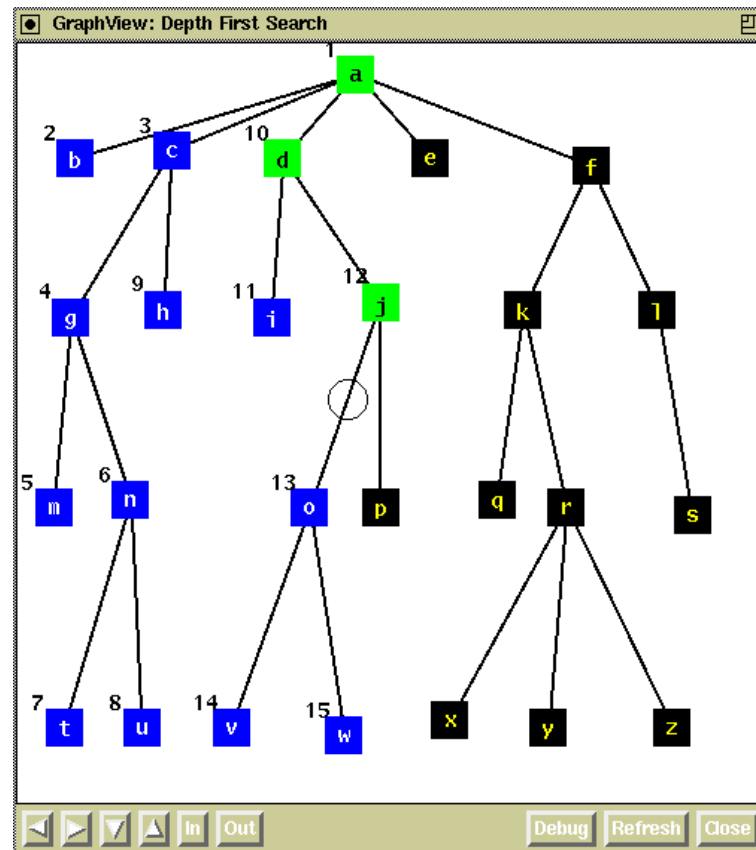 GraphView: Depth First Search
1
a
2 b 3 c 10 d e f
4 g 9 h 11 i 12 j k l
5 m 6 n 13 o p q r s
7 t 8 u 14 v 15 w x y z
In Out Debug Refresh Close